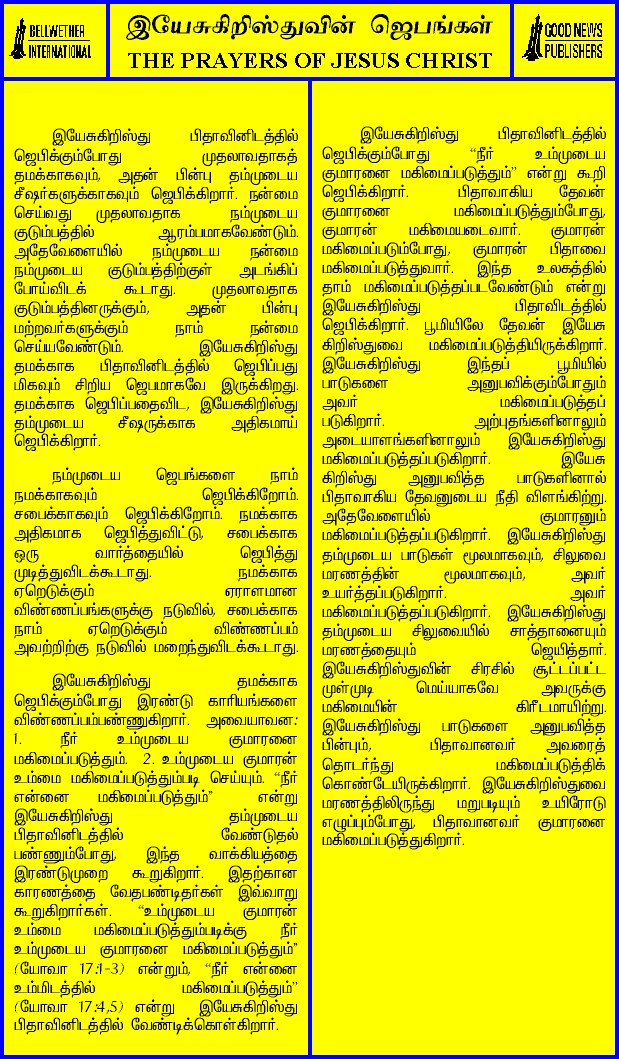 BELLWETHER
INTERNATIONAL
இயேசுகிறிஸ்துவின் ஜெபங்கள்
THE PRAYERS OF JESUS CHRIST
GOOD NEWS
PUBLISHERS
இயேசுகிறிஸ்து பிதாவினிடத்தில்
ஜெபிக்கும்போது முதலாவதாகத்
தமக்காகவும், அதன் பின்பு தம்முடைய
சீஷர்களுக்காகவும் ஜெபிக்கிறார். நன்மை
செய்வது முதலாவதாக நம்முடைய
குடும்பத்தில் ஆரம்பமாகவேண்டும்.
அதேவேளையில் நம்முடைய நன்மை
நம்முடைய குடும்பத்திற்குள் அடங்கிப்
போய்விடக் கூடாது. முதலாவதாக
குடும்பத்தினருக்கும், அதன் பின்பு
மற்றவர்களுக்கும் நாம் நன்மை
செய்யவேண்டும். இயேசுகிறிஸ்து
தமக்காக பிதாவினிடத்தில் ஜெபிப்பது
மிகவும் சிறிய ஜெபமாகவே இருக்கிறது.
தமக்காக ஜெபிப்பதைவிட, இயேசுகிறிஸ்து
தம்முடைய சீஷருக்காக அதிகமாய்
ஜெபிக்கிறார்.
நம்முடைய ஜெபங்களை நாம்
நமக்காகவும் ஜெபிக்கிறோம்.
சபைக்காகவும் ஜெபிக்கிறோம். நமக்காக
அதிகமாக ஜெபித்துவிட்டு, சபைக்காக
ஒரு வார்த்தையில் ஜெபித்து
முடித்துவிடக்கூடாது. நமக்காக
ஏறெடுக்கும் ஏராளமான
விண்ணப்பங்களுக்கு நடுவில், சபைக்காக
நாம் ஏறெடுக்கும் விண்ணப்பம்
அவற்றிற்கு நடுவில் மறைந்துவிடக்கூடாது.
இயேசுகிறிஸ்து தமக்காக
ஜெபிக்கும்போது இரண்டு காரியங்களை
விண்ணப்பம்பண்ணுகிறார். அவையாவன:
1. நீர் உம்முடைய குமாரனை
மகிமைப்படுத்தும். 2. உம்முடைய குமாரன்
உம்மை மகிமைப்படுத்தும்படி செய்யும். “நீர்
என்னை மகிமைப்படுத்தும்” என்று
இயேசுகிறிஸ்து தம்முடைய
பிதாவினிடத்தில் வேண்டுதல்
பண்ணும்போது, இந்த வாக்கியத்தை
இரண்டுமுறை கூறுகிறார். இதற்கான
காரணத்தை வேதபண்டிதர்கள் இவ்வாறு
கூறுகிறார்கள். “உம்முடைய குமாரன்
உம்மை மகிமைப்படுத்தும்படிக்கு நீர்
உம்முடைய குமாரனை மகிமைப்படுத்தும்”
(யோவா 17:1-3) என்றும், “நீர் என்னை
உம்மிடத்தில் மகிமைப்படுத்தும்”
(யோவா 17:4,5) என்று இயேசுகிறிஸ்து
பிதாவினிடத்தில் வேண்டிக்கொள்கிறார்.
இயேசுகிறிஸ்து பிதாவினிடத்தில்
ஜெபிக்கும்போது “நீர் உம்முடைய
குமாரனை மகிமைப்படுத்தும்” என்று கூறி
ஜெபிக்கிறார். பிதாவாகிய தேவன்
குமாரனை மகிமைப்படுத்தும்போது,
குமாரன் மகிமையடைவார். குமாரன்
மகிமைப்படும்போது, குமாரன் பிதாவை
மகிமைப்படுத்துவார். இந்த உலகத்தில்
தாம் மகிமைப்படுத்தப்படவேண்டும் என்று
இயேசுகிறிஸ்து பிதாவிடத்தில்
ஜெபிக்கிறார். பூமியிலே தேவன் இயேசு
கிறிஸ்துவை மகிமைப்படுத்தியிருக்கிறார்.
இயேசுகிறிஸ்து இந்தப் பூமியில்
பாடுகளை அனுபவிக்கும்போதும்
அவர் மகிமைப்படுத்தப்
படுகிறார். அற்புதங்களினாலும்
அடையாளங்களினாலும் இயேசுகிறிஸ்து
மகிமைப்படுத்தப்படுகிறார். இயேசு
கிறிஸ்து அனுபவித்த பாடுகளினால்
பிதாவாகிய தேவனுடைய நீதி விளங்கிற்று.
அதேவேளையில் குமாரனும்
மகிமைப்படுத்தப்படுகிறார். இயேசுகிறிஸ்து
தம்முடைய பாடுகள் மூலமாகவும், சிலுவை
மரணத்தின் மூலமாகவும், அவர்
உயர்த்தப்படுகிறார். அவர்
மகிமைப்படுத்தப்படுகிறார். இயேசுகிறிஸ்து
தம்முடைய சிலுவையில் சாத்தானையும்
மரணத்தையும் ஜெயித்தார்.
இயேசுகிறிஸ்துவின் சிரசில் சூட்டப்பட்ட
முள்முடி மெய்யாகவே அவருக்கு
மகிமையின் கிரீடமாயிற்று.
இயேசுகிறிஸ்து பாடுகளை அனுபவித்த
பின்பும், பிதாவானவர் அவரைத்
தொடர்ந்து மகிமைப்படுத்திக்
கொண்டேயிருக்கிறார். இயேசுகிறிஸ்துவை
மரணத்திலிருந்து மறுபடியும் உயிரோடு
எழுப்பும்போது, பிதாவானவர் குமாரனை
மகிமைப்படுத்துகிறார்.